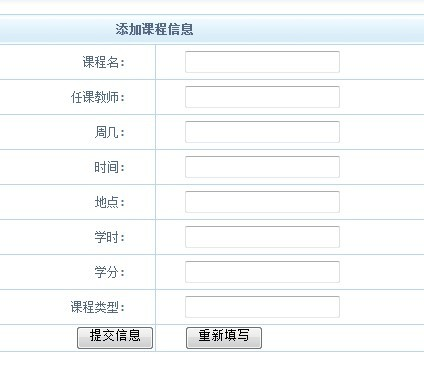 添加课程信息
课程名：
任课教师：
周几：
时间：
地点：
学时：
学分：
课程类型：
提交信息 重新填写